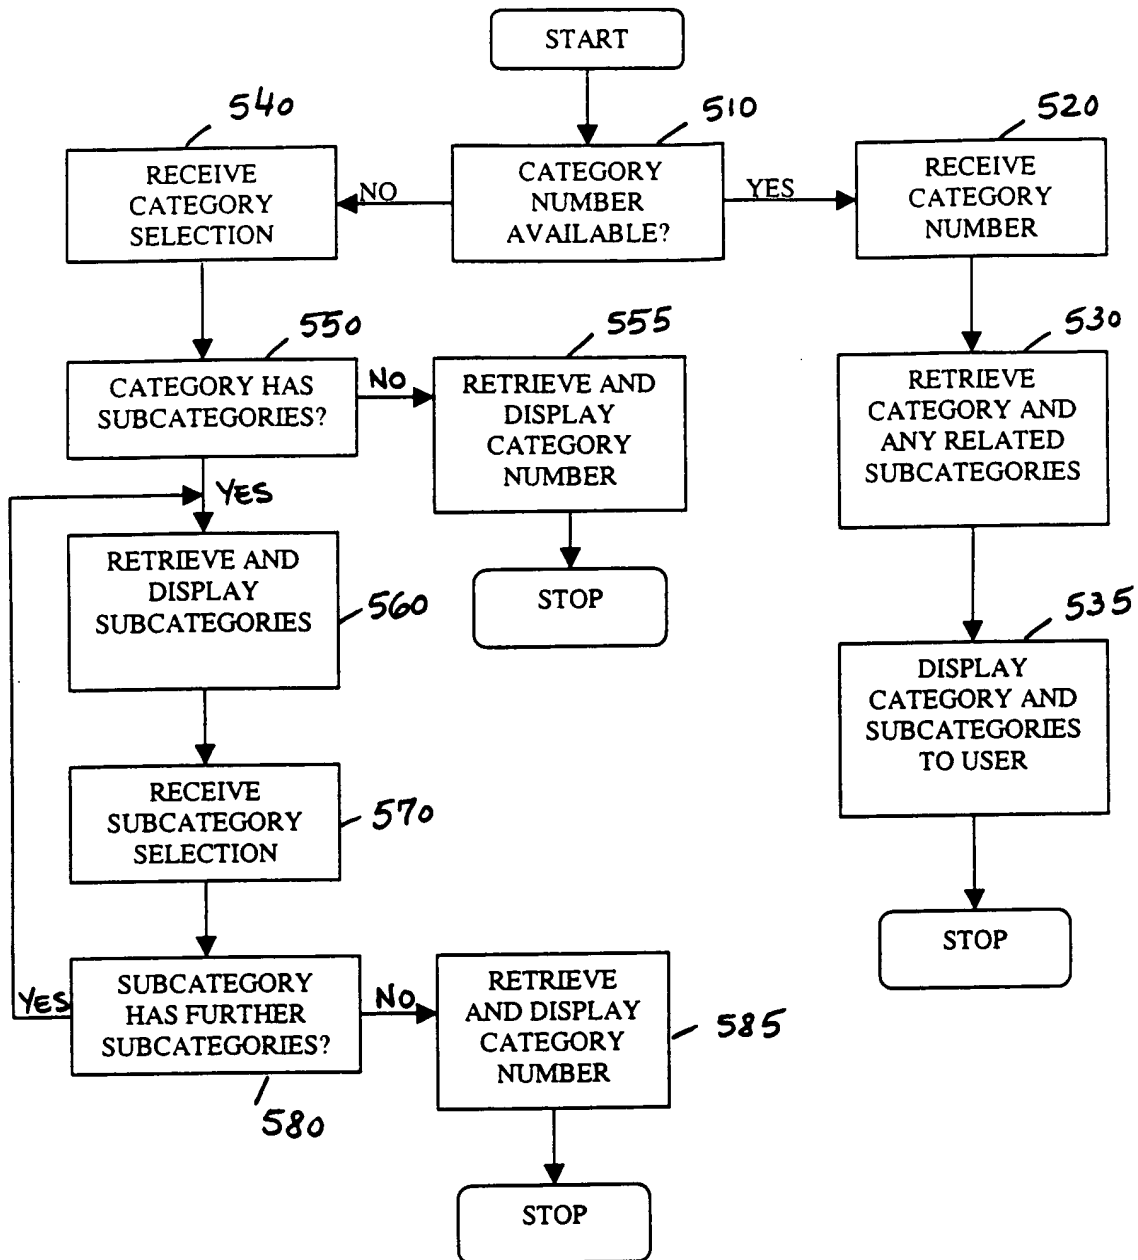 START
540
510
520
RECEIVE
CATEGORY
SELECTION
NO
CATEGORY
NUMBER
AVAILABLE?
YES
RECEIVE
CATEGORY
NUMBER
550
555
530
CATEGORY HAS
SUBCATEGORIES?
NO
RETRIEVE AND
DISPLAY
CATEGORY
NUMBER
RETRIEVE
CATEGORY AND
ANY RELATED
SUBCATEGORIES
YES
RETRIEVE AND
DISPLAY
SUBCATEGORIES
560
STOP
535
DISPLAY
CATEGORY AND
SUBCATEGORIES
TO USER
RECEIVE
SUBCATEGORY
SELECTION
570
STOP
YES
SUBCATEGORY
HAS FURTHER
SUBCATEGORIES?
NO
RETRIEVE
AND DISPLAY
CATEGORY
NUMBER
585
580
STOP